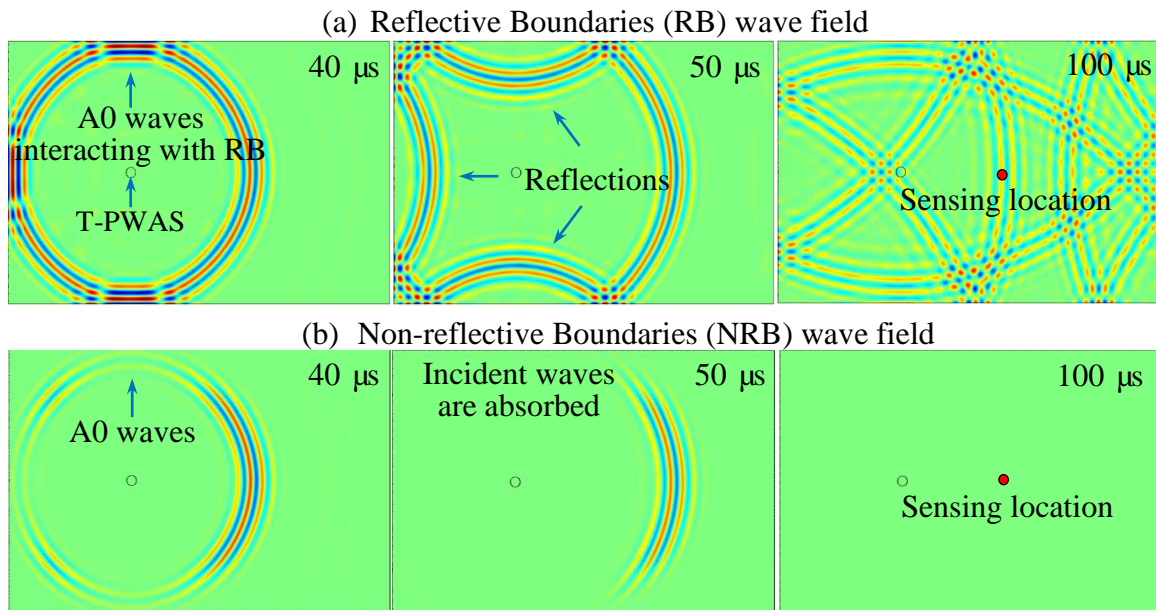 (a) Reflective Boundaries (RB) wave field
40 μs
A0 waves
interacting with RB
T-PWAS
50 μs
Reflections
100 μs
Sensing location
(b) Non-reflective Boundaries (NRB) wave field
40 μs
A0 waves
Incident waves
are absorbed
50 μs
100 μs
Sensing location